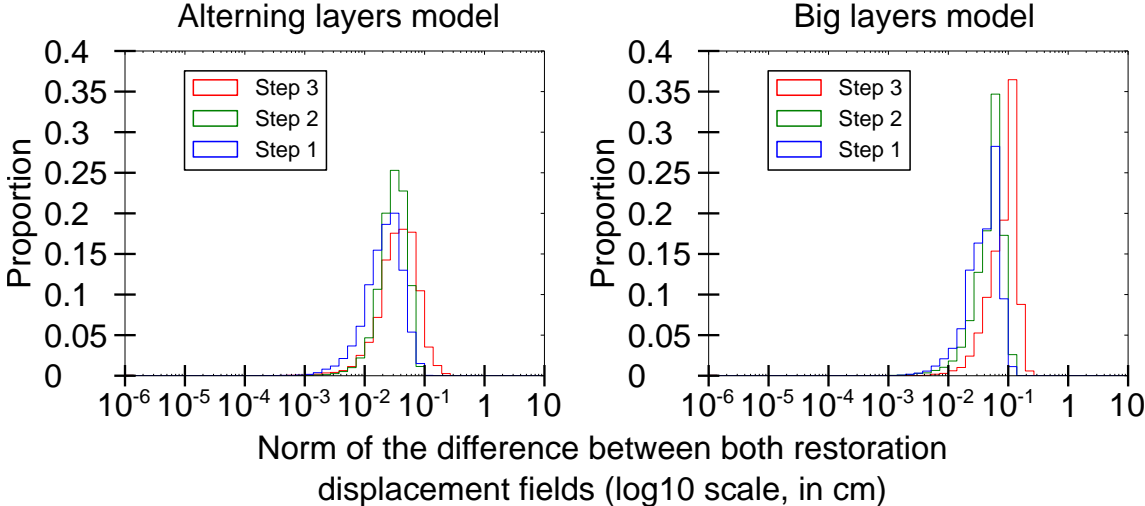 Alterning layers model
0.4
0.35
0.3
0.25
0.2
0.15
0.1
0.05
0
Proportion
Step 3
Step 2
Step 1
10^-6 10^-5 10^-4 10^-3 10^-2 10^-1 1 10
Big layers model
0.4
0.35
0.3
0.25
0.2
0.15
0.1
0.05
0
Proportion
Step 3
Step 2
Step 1
10^-6 10^-5 10^-4 10^-3 10^-2 10^-1 1 10
Norm of the difference between both restoration
displacement fields (log10 scale, in cm)